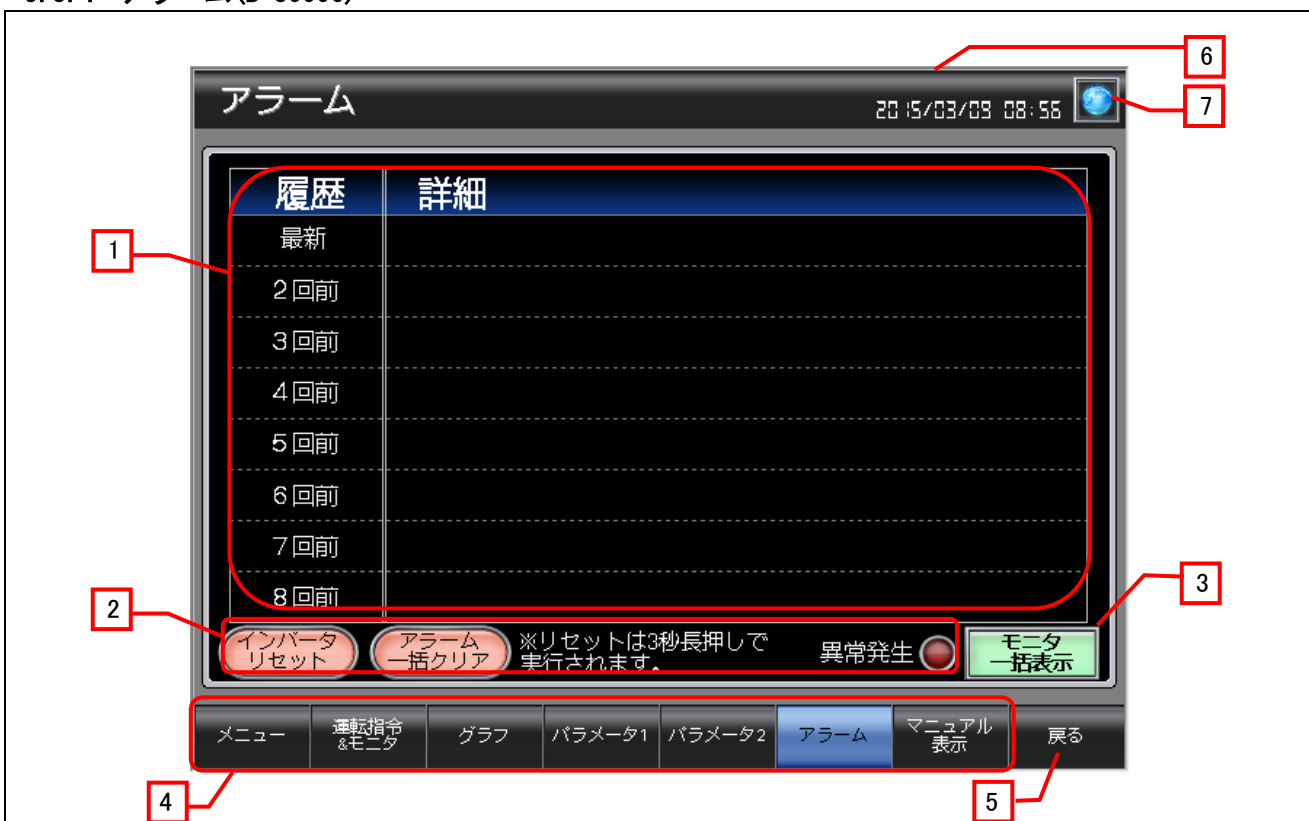 6
アラーム
2015/03/09 08:56
7
履歴 詳細
1
最新
2回前
3回前
4回前
5回前
6回前
7回前
3
8回前
2
インバータ
リセット
アラーム
一括クリア
※リセットは3秒長押しで
実行されます。
異常発生
モニタ
一括表示
メニュー
運転指令
&モニタ
グラフ
パラメータ1
パラメータ2
アラーム
マニュアル
表示
戻る
4
5